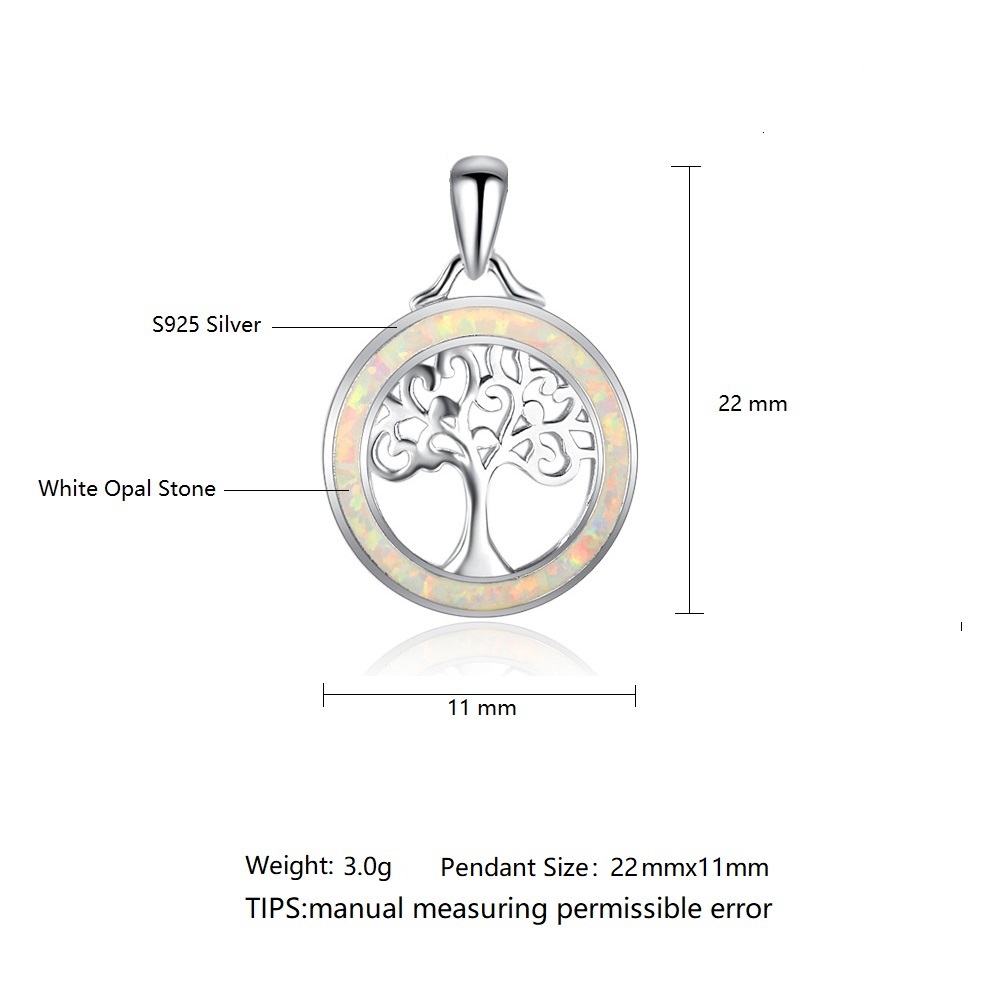 S925 Silver
22 mm
White Opal Stone
11 mm
Weight: 3.0g Pendant Size: 22mmx11mm
TIPS:manual measuring permissible error